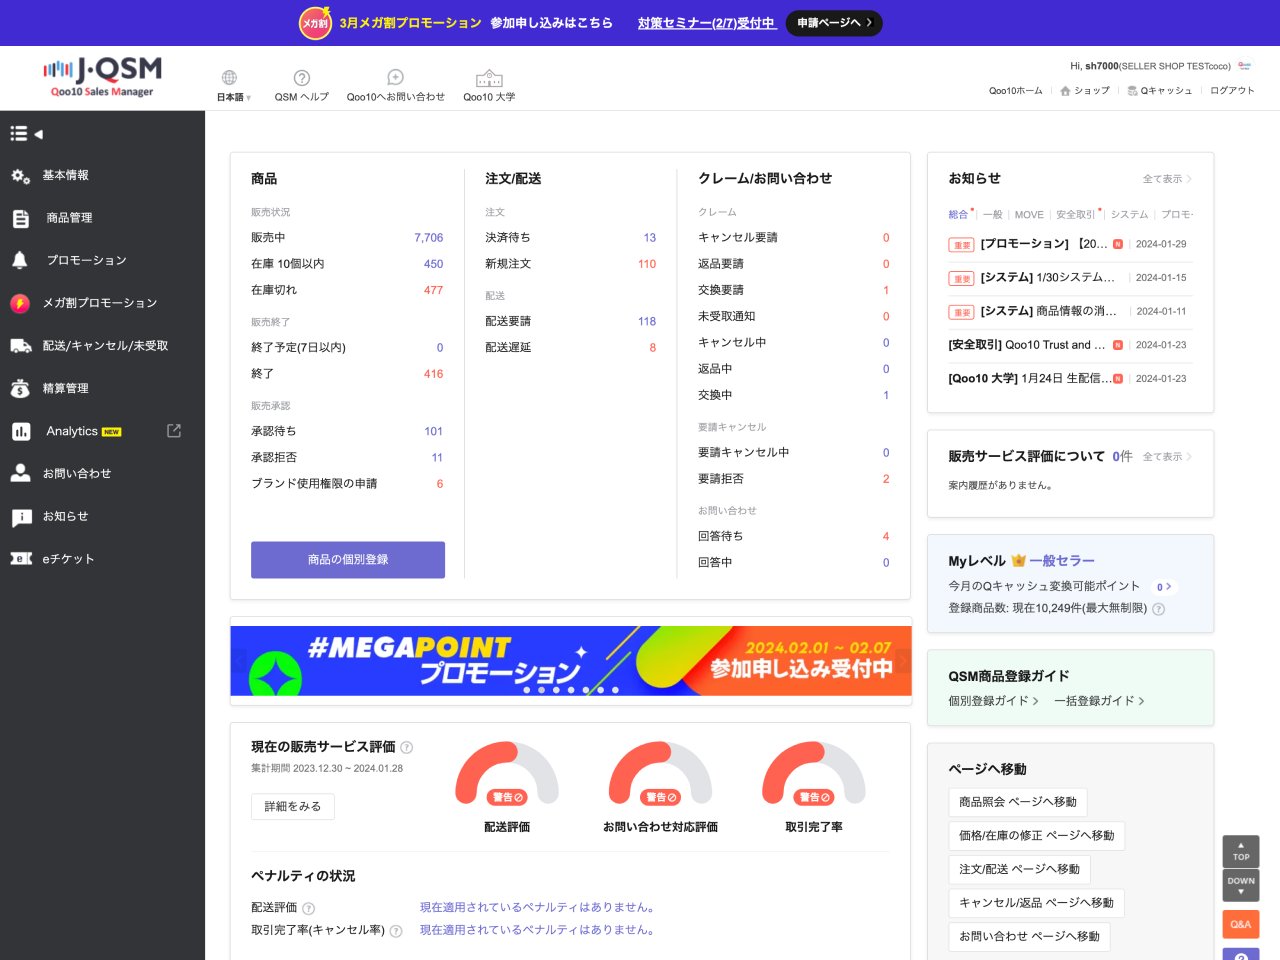 メガ割 3月メガ割プロモーション 参加申し込みはこちら 対策セミナー(2/7)受付中 申請ページへ
J·QSM
Qoo10 Sales Manager
日本語
QSM ヘルプ
Qoo10へお問い合わせ
Qoo10 大学
Hi, sh7000(SELLER SHOP TESTcoco)
Qoo10ホーム
ショップ
Qキャッシュ
ログアウト
基本情報
商品管理
プロモーション
メガ割プロモーション
配送/キャンセル/未受取
精算管理
Analytics NEW
お問い合わせ
お知らせ
eチケット
商品
販売状況
販売中 7,706
在庫 10個以内 450
在庫切れ 477
販売終了
終了予定(7日以内) 0
終了 416
販売承認
承認待ち 101
承認拒否 11
ブランド使用権限の申請 6
商品の個別登録
注文/配送
注文
決済待ち 13
新規注文 110
配送
配送要請 118
配送遅延 8
クレーム/お問い合わせ
クレーム
キャンセル要請 0
返品要請 0
交換要請 1
未受取通知 0
キャンセル中 0
返品中 0
交換中 1
要請キャンセル
要請キャンセル中 0
要請拒否 2
お問い合わせ
回答待ち 4
回答中 0
#MEGAPOINT
プロモーション
2024.02.01 ~ 02.07
参加申し込み受付中
現在の販売サービス評価
集計期間 2023.12.30 ~ 2024.01.28
詳細をみる
警告
配送評価
警告
お問い合わせ対応評価
警告
取引完了率
ペナルティの状況
配送評価 現在適用されているペナルティはありません。
取引完了率(キャンセル率) 現在適用されているペナルティはありません。
お知らせ 全て表示
総合 一般 MOVE 安全取引 システム プロモ-
重要 [プロモーション] 【20... N 2024-01-29
重要 [システム] 1/30システム... 2024-01-15
重要 [システム] 商品情報の消... 2024-01-11
[安全取引] Qoo10 Trust and ... N 2024-01-23
[Qoo10 大学] 1月24日 生配信... N 2024-01-23
販売サービス評価について 0件 全て表示
案内履歴がありません。
Myレベル 一般セラー
今月のQキャッシュ変換可能ポイント 0
登録商品数: 現在10,249件(最大無制限)
QSM商品登録ガイド
個別登録ガイド 一括登録ガイド
ページへ移動
商品照会 ページへ移動
価格/在庫の修正 ページへ移動
注文/配送 ページへ移動
キャンセル/返品 ページへ移動
お問い合わせ ページへ移動
TOP
DOWN
Q&A